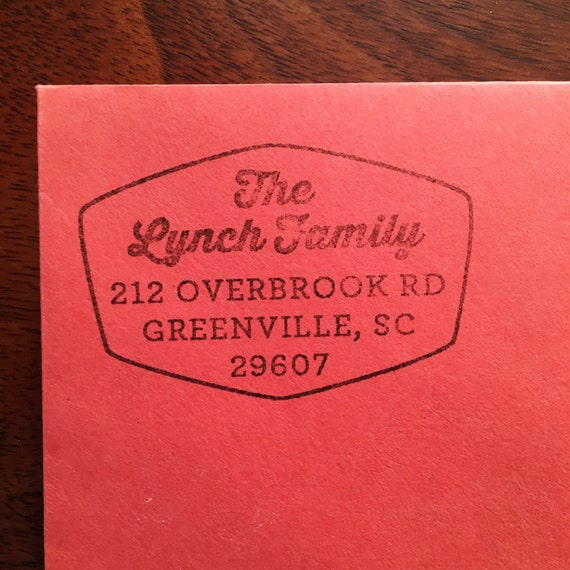 The
Lynch Family
212 OVERBROOK RD
GREENVILLE, SC
29607